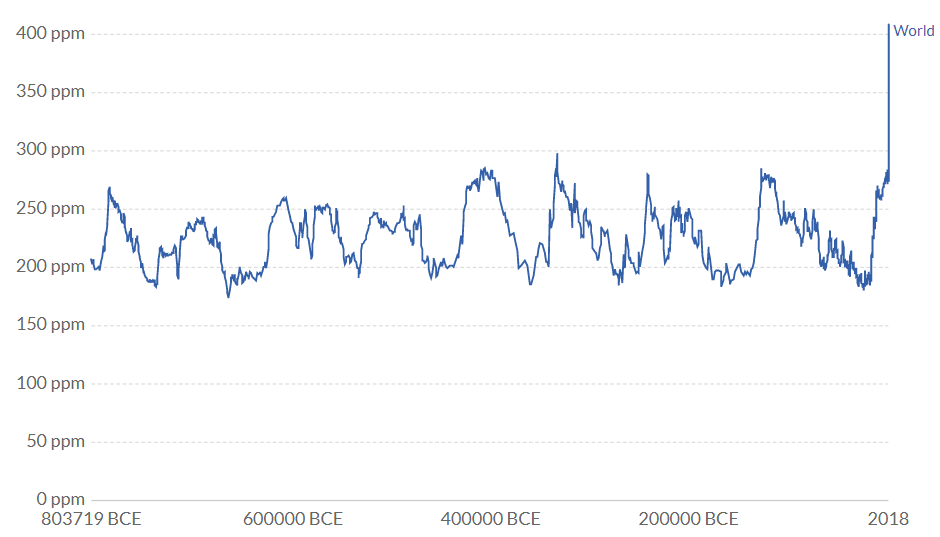 400 ppm
World
350 ppm
300 ppm
250 ppm
200 ppm
150 ppm
100 ppm
50 ppm
0 ppm
803719 BCE
600000 BCE
400000 BCE
200000 BCE
2018